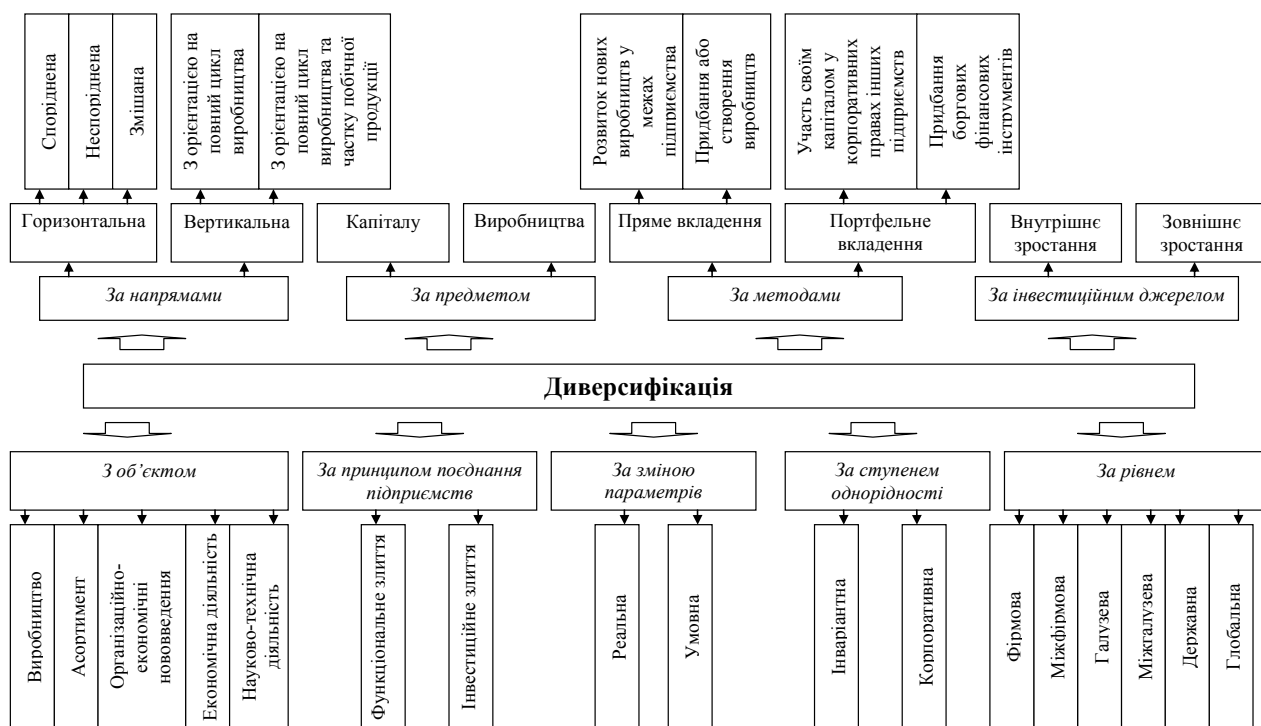 Споріднена
Неспоріднена
Змішана
З орієнтацією на
повний цикл
виробництва
З орієнтацією на
повний цикл
виробництва та
частку побічної
продукції
Розвиток нових
виробництв у
межах
підприємства
Придбання або
створення
виробництв
Участь своїм
капіталом у
корпоративних
правах інших
підприємств
Придбання
боргових
фінансових
інструментів
Горизонтальна
Вертикальна
Капіталу
Виробництва
Пряме вкладення
Портфельне
вкладення
Внутрішнє
зростання
Зовнішнє
зростання
За напрямами
За предметом
За методами
За інвестиційним джерелом
Диверсифікація
З об’єктом
За принципом поєднання
підприємств
За зміною
параметрів
За ступенем
однорідності
За рівнем
Виробництво
Асортимент
Організаційно-
економічні
нововведення
Економічна діяльність
Науково-технічна
діяльність
Функціональне злиття
Інвестиційне злиття
Реальна
Умовна
Інваріантна
Корпоративна
Фірмова
Міжфірмова
Галузева
Міжгалузева
Державна
Глобальна